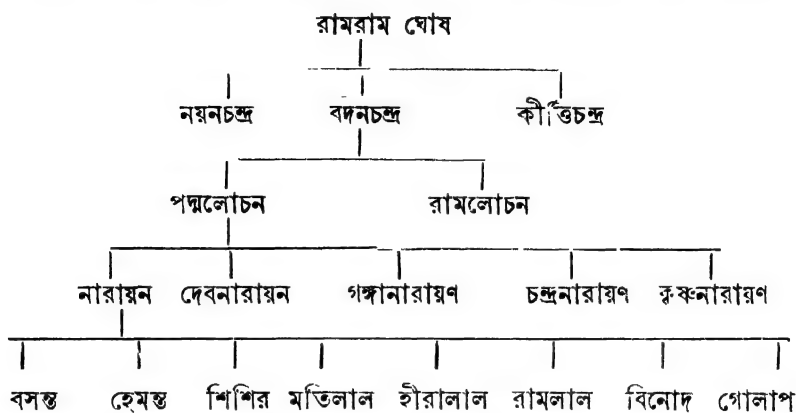 রামরাম ঘোষ
নয়নচন্দ্র বদনচন্দ্র কীর্ত্তিচন্দ্র
পদ্মলোচন রামলোচন
নারায়ন দেবনারায়ন গঙ্গানারায়ণ চন্দ্রনারায়ণ কৃষ্ণনারায়ণ
বসন্ত হেমন্ত শিশির মতিলাল হীরালাল রামলাল বিনোদ গোলাপ